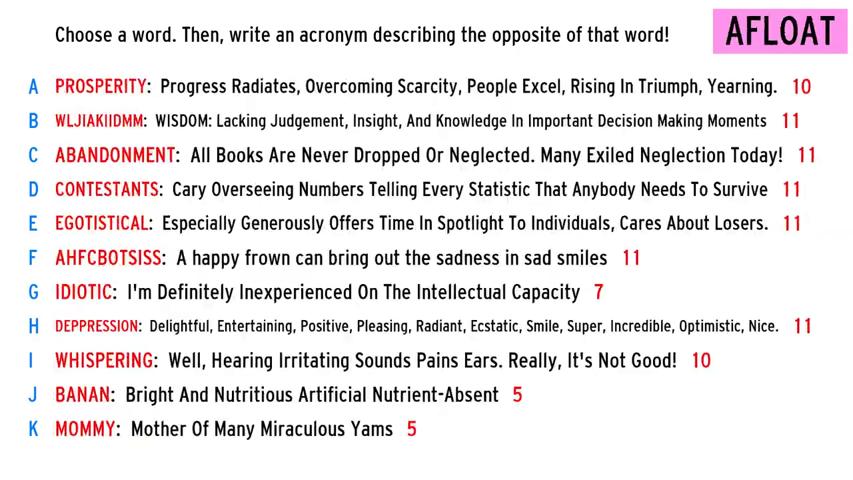 Choose a word. Then, write an acronym describing the opposite of that word!
AFLOAT
A PROSPERITY: Progress Radiates, Overcoming Scarcity, People Excel, Rising In Triumph, Yearning. 10
B WLJIAKIIDMM: WISDOM: Lacking Judgement, Insight, And Knowledge In Important Decision Making Moments 11
C ABANDONMENT: All Books Are Never Dropped Or Neglected. Many Exiled Neglection Today! 11
D CONTESTANTS: Cary Overseeing Numbers Telling Every Statistic That Anybody Needs To Survive 11
E EGOTISTICAL: Especially Generously Offers Time In Spotlight To Individuals, Cares About Losers. 11
F AHFCBOTSISS: A happy frown can bring out the sadness in sad smiles 11
G IDIOTIC: I'm Definitely Inexperienced On The Intellectual Capacity 7
H DEPPRESSION: Delightful, Entertaining, Positive, Pleasing, Radiant, Ecstatic, Smile, Super, Incredible, Optimistic, Nice. 11
I WHISPERING: Well, Hearing Irritating Sounds Pains Ears. Really, It's Not Good! 10
J BANAN: Bright And Nutritious Artificial Nutrient-Absent 5
K MOMMY: Mother Of Many Miraculous Yams 5